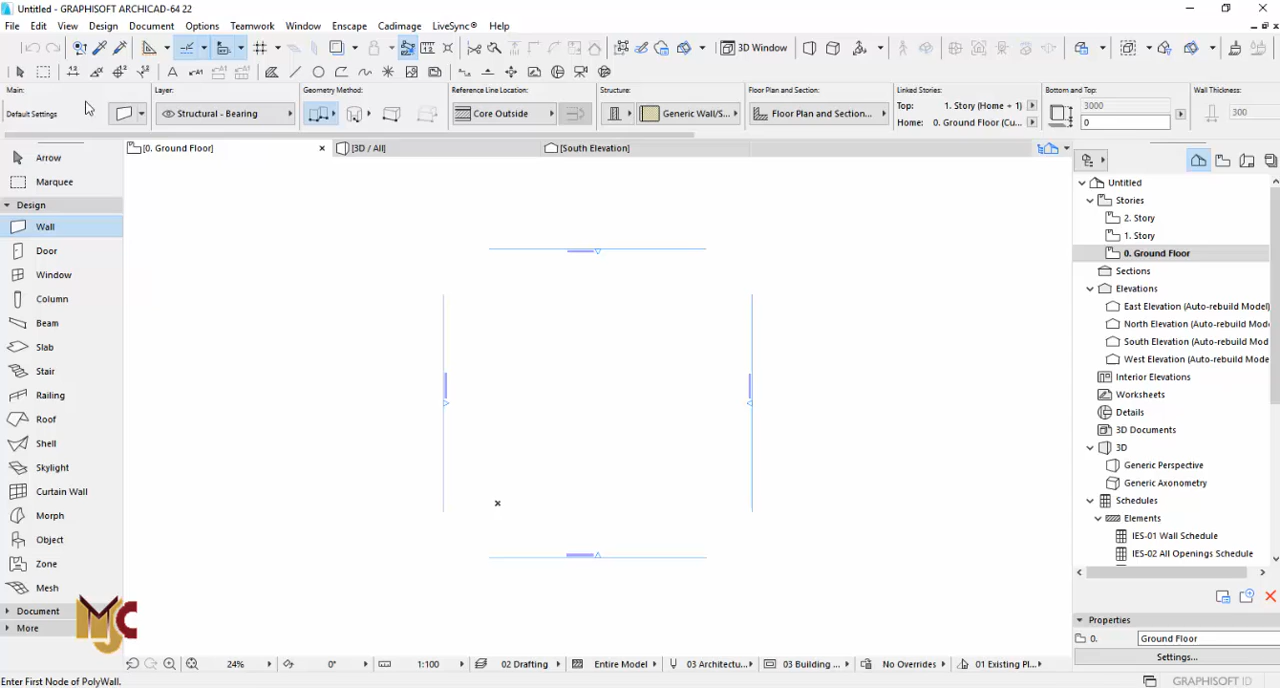 Untitled - GRAPHISOFT ARCHICAD-64 22
File Edit View Design Document Options Teamwork Window Enscape Cadimage LiveSync® Help
3D Window
Main:
Default Settings
Layer:
Structural - Bearing
Geometry Method:
Reference Line Location:
Core Outside
Structure:
Generic Wall/S...
Floor Plan and Section:
Floor Plan and Section...
Linked Stories:
Top: 1. Story (Home + 1)
Home: 0. Ground Floor (Cu...
Bottom and Top:
3000
0
Wall Thickness:
300
[0. Ground Floor]
[3D / All]
[South Elevation]
Arrow
Marquee
Design
Wall
Door
Window
Column
Beam
Slab
Stair
Railing
Roof
Shell
Skylight
Curtain Wall
Morph
Object
Zone
Mesh
Document
More
MJC
Untitled
Stories
2. Story
1. Story
0. Ground Floor
Sections
Elevations
East Elevation (Auto-rebuild Model)
North Elevation (Auto-rebuild Mode
South Elevation (Auto-rebuild Mode
West Elevation (Auto-rebuild Mode
Interior Elevations
Worksheets
Details
3D Documents
3D
Generic Perspective
Generic Axonometry
Schedules
Elements
IES-01 Wall Schedule
IES-02 All Openings Schedule
Properties
0. Ground Floor
Settings...
24% 0° 1:100 02 Drafting Entire Model 03 Architectu... 03 Building ... No Overrides 01 Existing Pl...
Enter First Node of PolyWall.
GRAPHISOFT ID